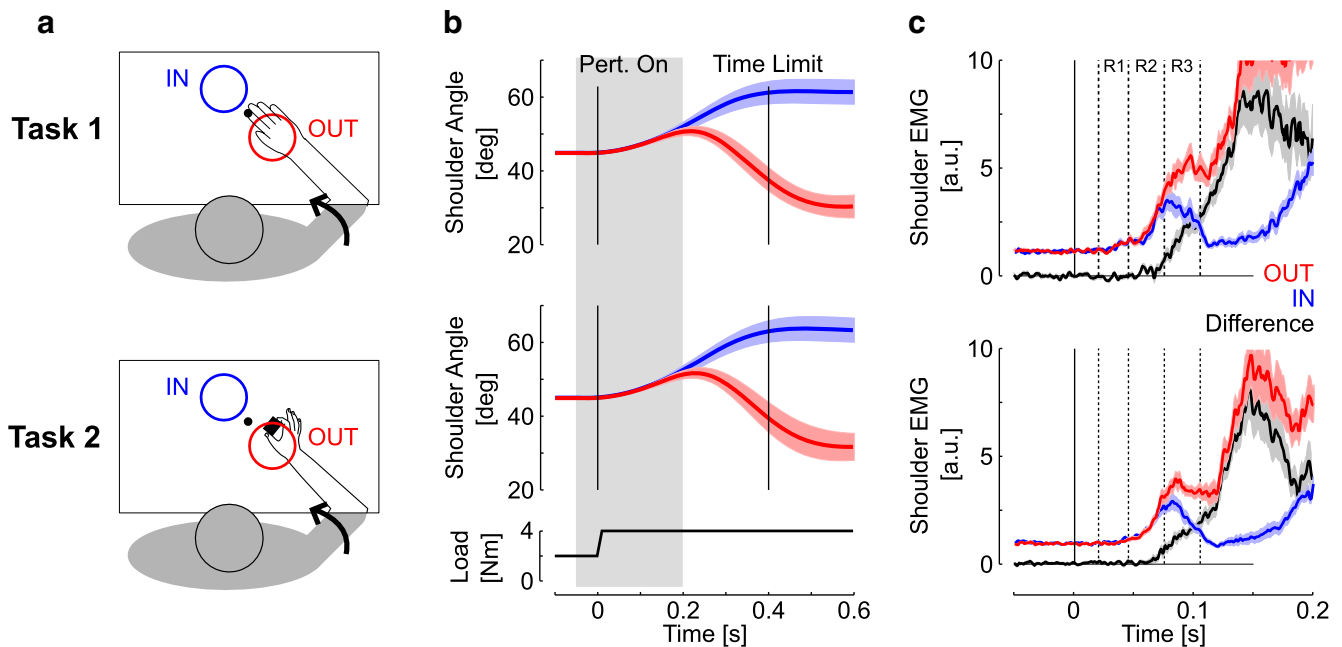 a
Task 1
IN
OUT
Task 2
IN
OUT
b
Pert. On
Time Limit
Shoulder Angle
[deg]
60
40
20
Shoulder Angle
[deg]
60
40
20
Load
[Nm]
4
0
0
0.2
0.4
0.6
Time [s]
c
Shoulder EMG
[a.u.]
10
5
0
R1
R2
R3
OUT
IN
Difference
Shoulder EMG
[a.u.]
10
5
0
0
0.1
0.2
Time [s]